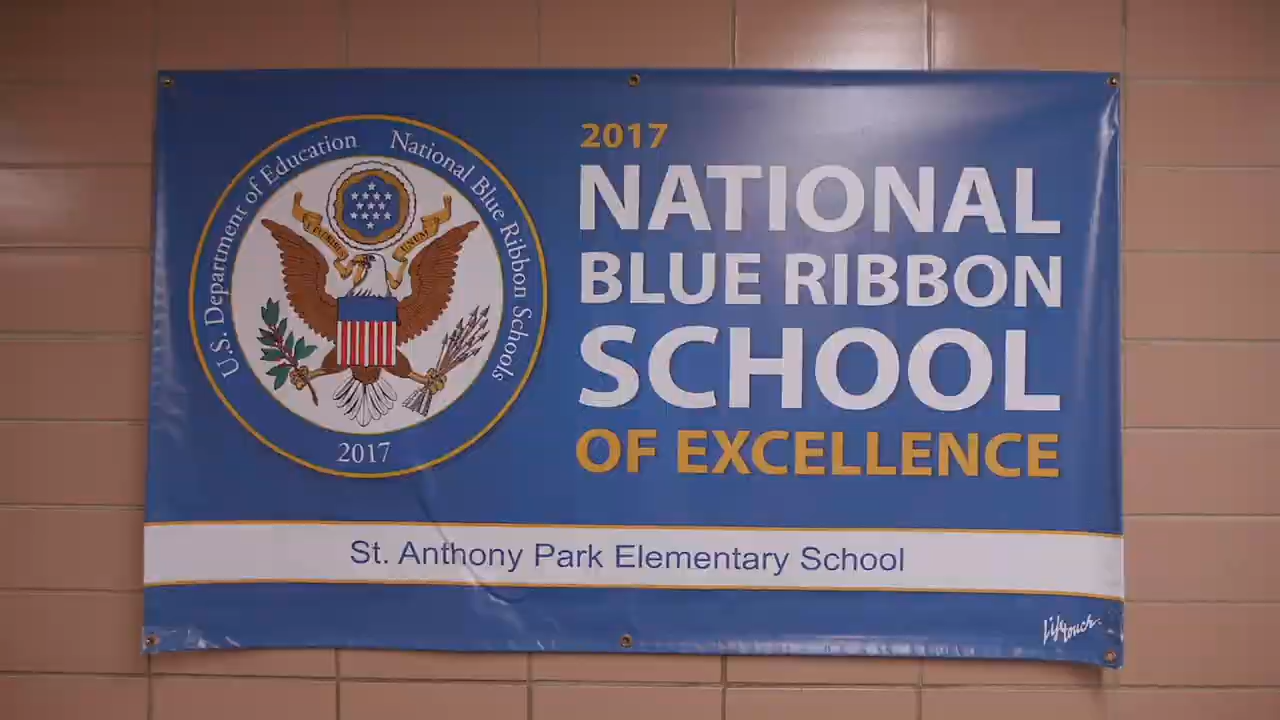 U.S. Department of Education
National Blue Ribbon Schools
2017
2017
NATIONAL
BLUE RIBBON
SCHOOL
OF EXCELLENCE
St. Anthony Park Elementary School
Lifetouch.